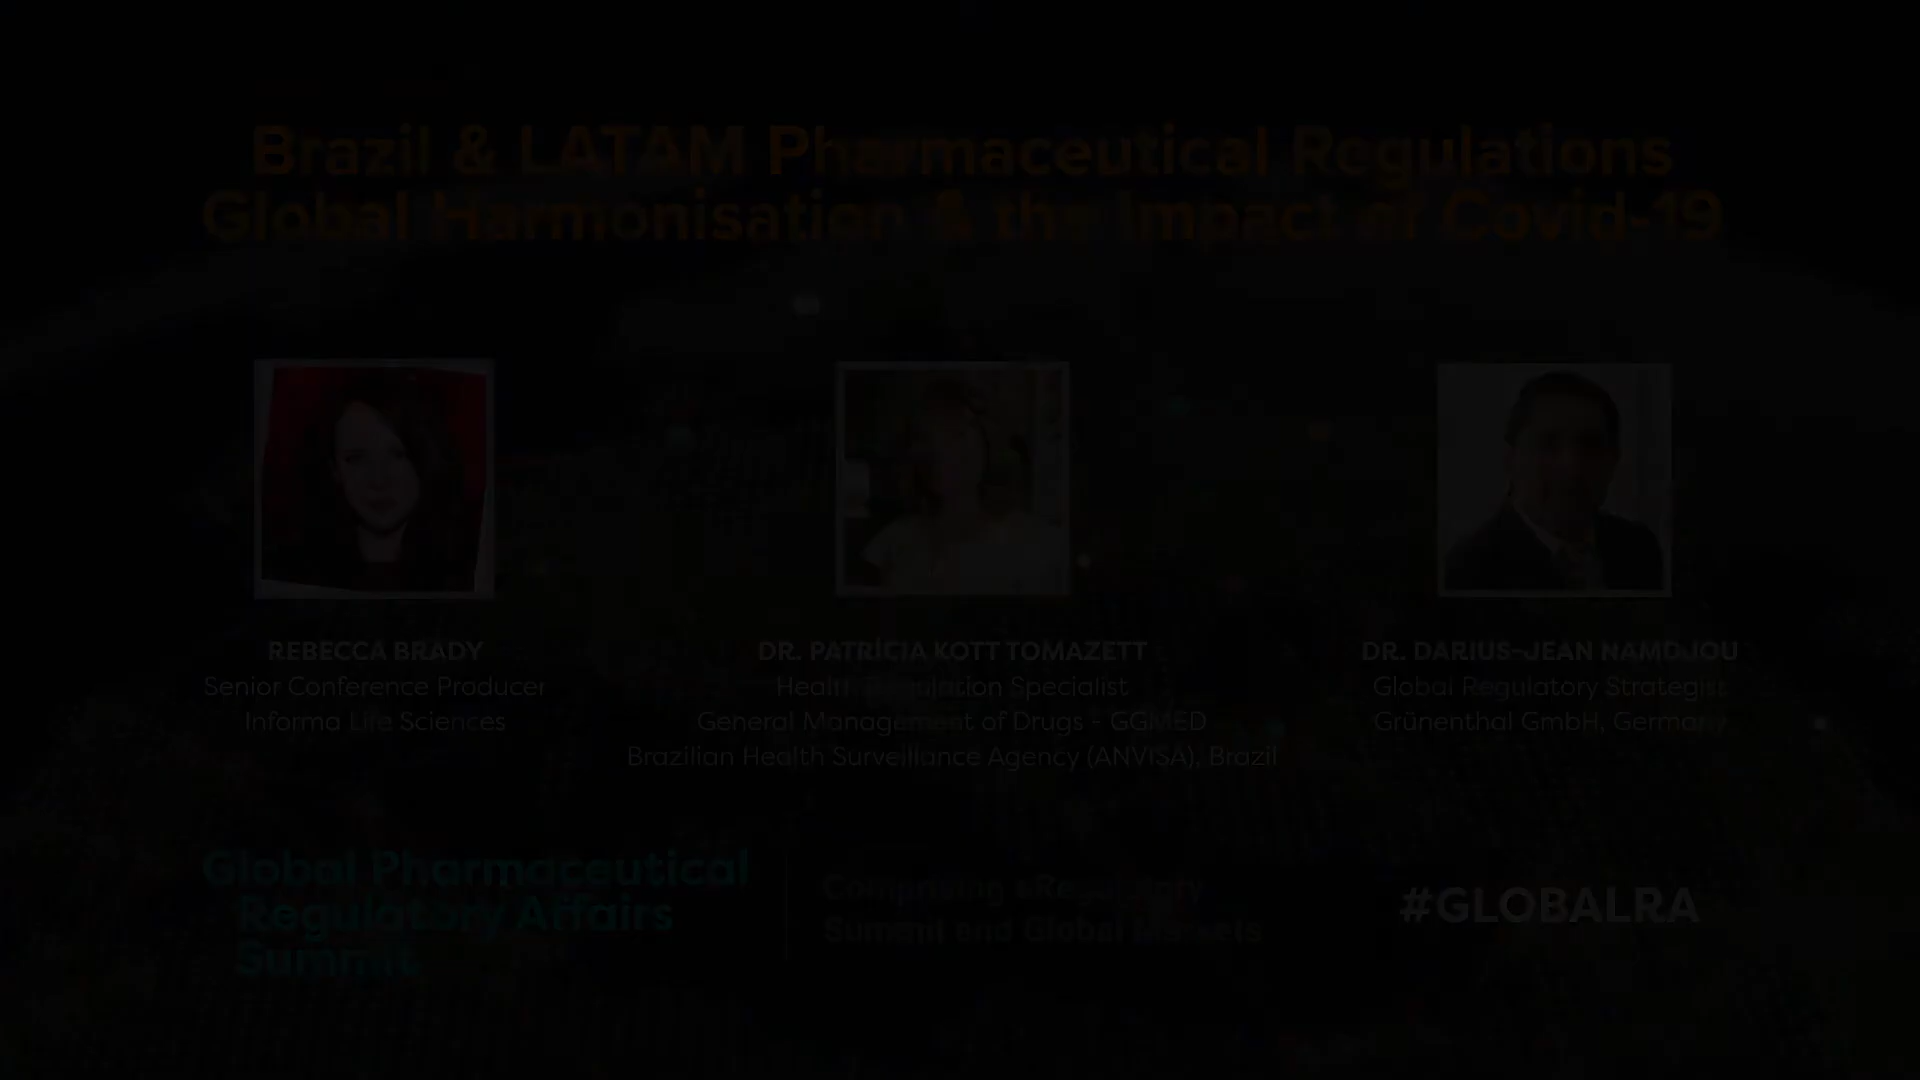 Brazil & LATAM Pharmaceutical Regulations
Global Harmonisation & the Impact of Covid-19
REBECCA BRADY
Senior Conference Producer
Informa Life Sciences
DR. PATRÍCIA KOTT TOMAZETT
Health Regulation Specialist
General Management of Drugs - GGMED
Brazilian Health Surveillance Agency (ANVISA), Brazil
DR. DARIUS-JEAN NAMDJOU
Global Regulatory Strategist
Grünenthal GmbH, Germany
Global Pharmaceutical
Regulatory Affairs
Summit
Comprising eRegulatory
Summit and Global Markets
#GLOBALRA